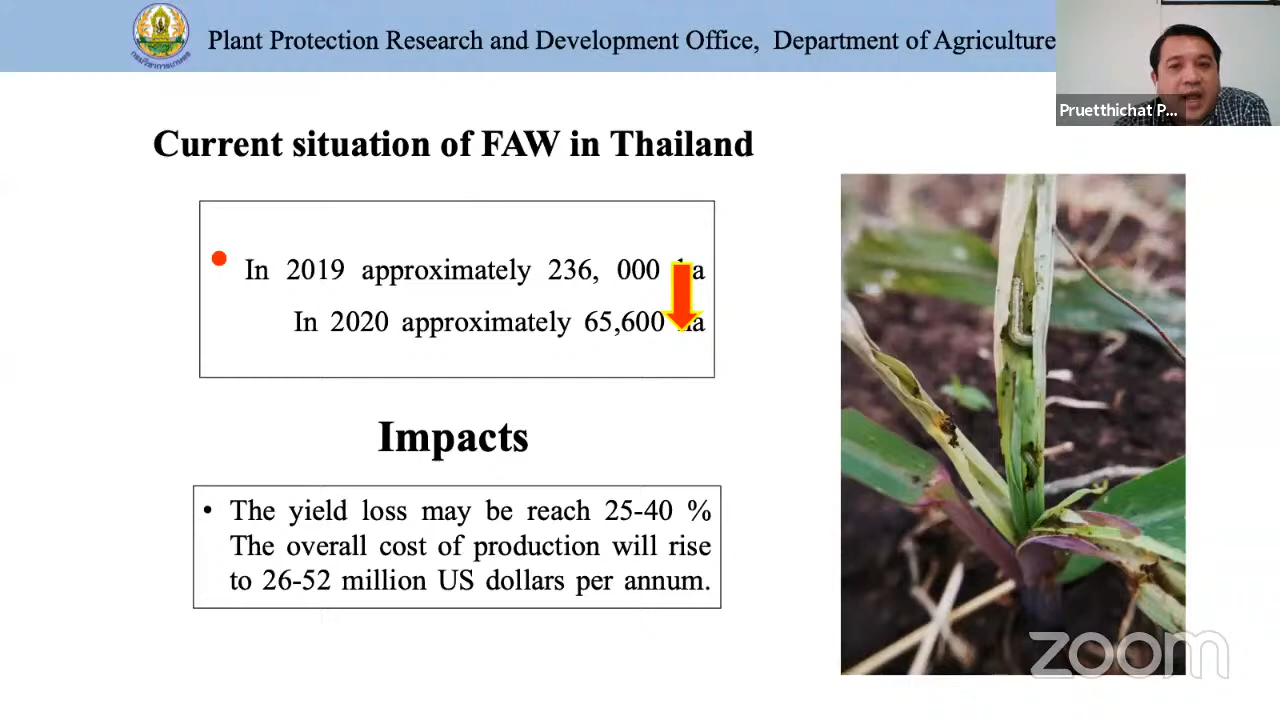 Plant Protection Research and Development Office, Department of Agriculture
Pruetthichat P...
Current situation of FAW in Thailand
• In 2019 approximately 236, 000 ha
In 2020 approximately 65,600 ha
Impacts
• The yield loss may be reach 25-40 %
The overall cost of production will rise
to 26-52 million US dollars per annum.
zoom